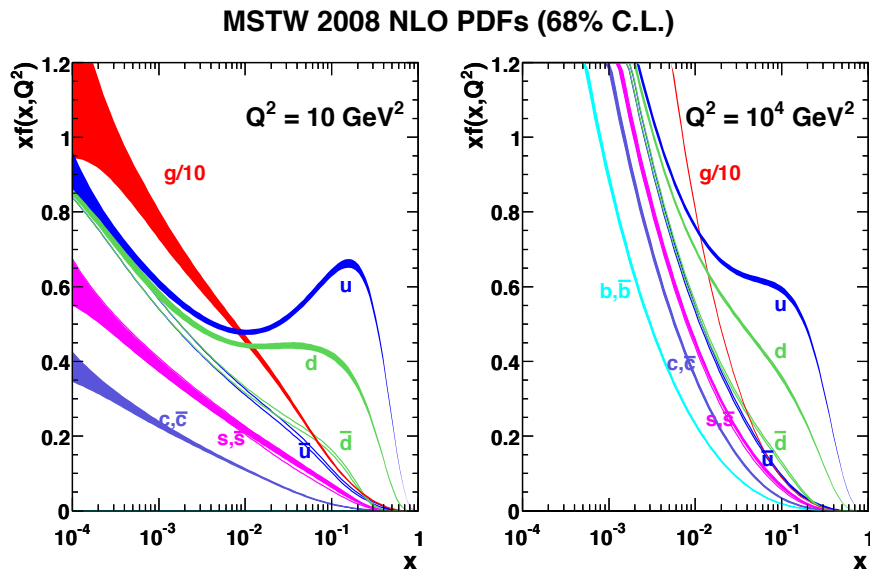 MSTW 2008 NLO PDFs (68% C.L.)
xf(x,Q²)
1.2
1
0.8
0.6
0.4
0.2
0
Q² = 10 GeV²
g/10
u
d
d̅
u̅
s,s̅
c,c̅
10⁻⁴
10⁻³
10⁻²
10⁻¹
1
x
xf(x,Q²)
1.2
1
0.8
0.6
0.4
0.2
0
Q² = 10⁴ GeV²
g/10
b,b̅
u
d
c,c̅
s,s̅
d̅
u̅
10⁻⁴
10⁻³
10⁻²
10⁻¹
1
x